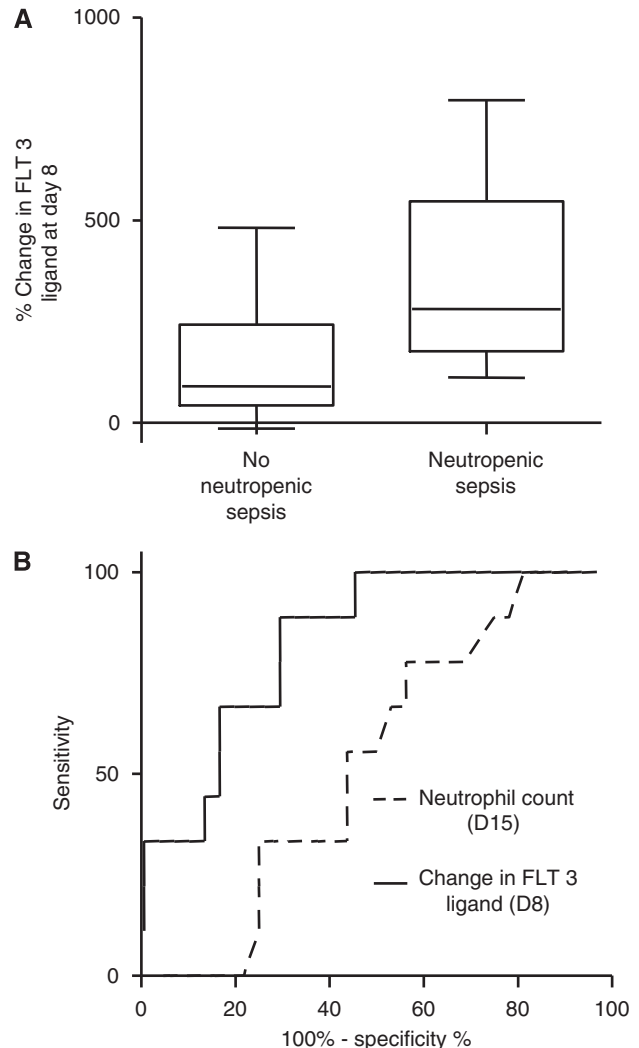 A
1000
500
0
% Change in FLT 3
ligand at day 8
No
neutropenic
sepsis
Neutropenic
sepsis
B
100
50
0
Sensitivity
Neutrophil count
(D15)
Change in FLT 3
ligand (D8)
0 20 40 60 80 100
100% - specificity %